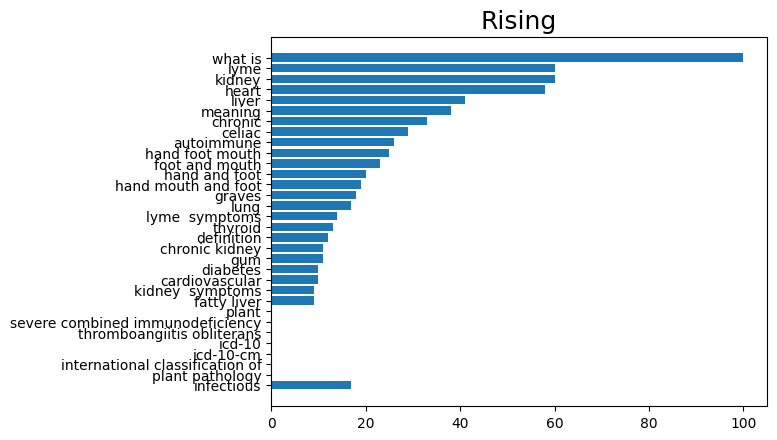 Rising
what is
lyme
kidney
heart
liver
meaning
chronic
celiac
autoimmune
hand foot mouth
foot and mouth
hand and foot
hand mouth and foot
graves
lung
lyme  symptoms
thyroid
definition
chronic kidney
gum
diabetes
cardiovascular
kidney  symptoms
fatty liver
plant
severe combined immunodeficiency
thromboangiitis obliterans
icd-10
icd-10-cm
international classification of
plant pathology
infectious
0 20 40 60 80 100